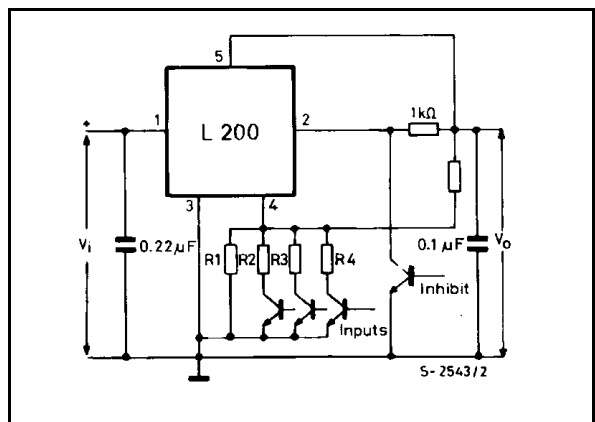 5
1kΩ
+
1
L 200
2
3
4
Vi
0.22µF
R1
R2
R3
R4
0.1 µF
Vo
Inhibit
Inputs
S-2543/2